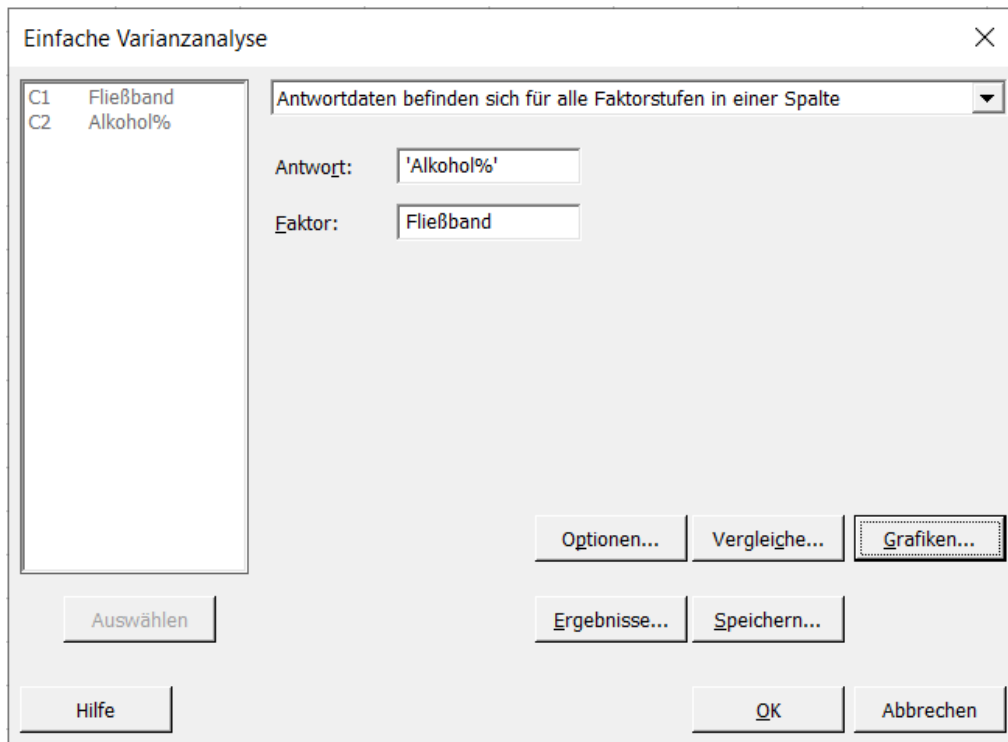 Einfache Varianzanalyse
C1 Fließband
C2 Alkohol%
Antwortdaten befinden sich für alle Faktorstufen in einer Spalte
Antwort: 'Alkohol%'
Faktor: Fließband
Optionen... Vergleiche... Grafiken...
Auswählen Ergebnisse... Speichern...
Hilfe OK Abbrechen